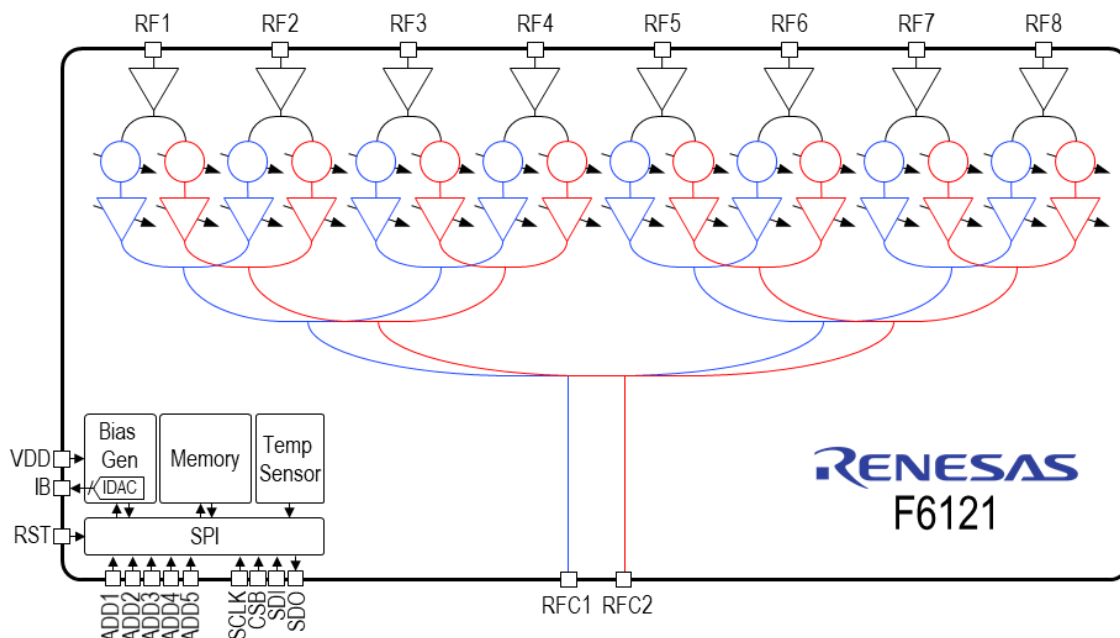 RF1 RF2 RF3 RF4 RF5 RF6 RF7 RF8
Bias
Gen
IDAC
Memory
Temp
Sensor
VDD
IB
RST
SPI
RENESAS
F6121
ADD1
ADD2
ADD3
ADD4
ADD5
SCLK
CSB
SDI
SDO
RFC1 RFC2